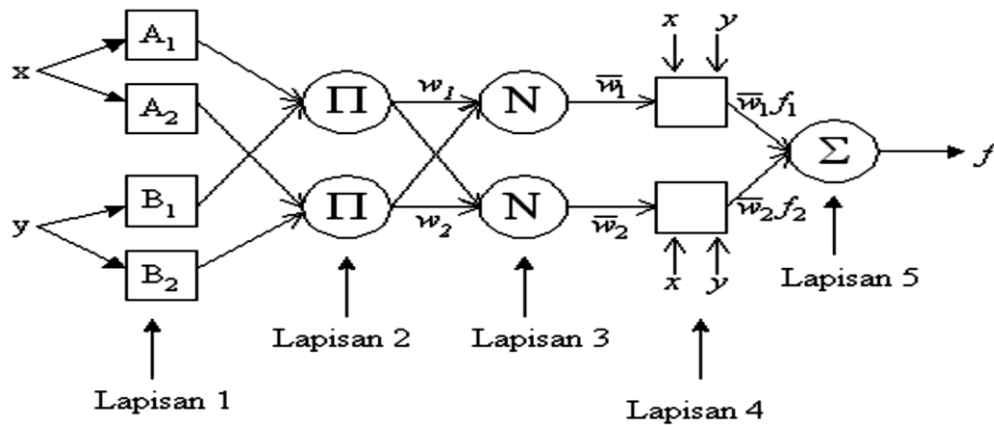 x
A₁
A₂
y
B₁
B₂
Π
Π
w₁
w₂
N
N
w̅₁
w̅₂
x y
x y
w̅₁f₁
w̅₂f₂
Σ
f
Lapisan 1
Lapisan 2
Lapisan 3
Lapisan 4
Lapisan 5